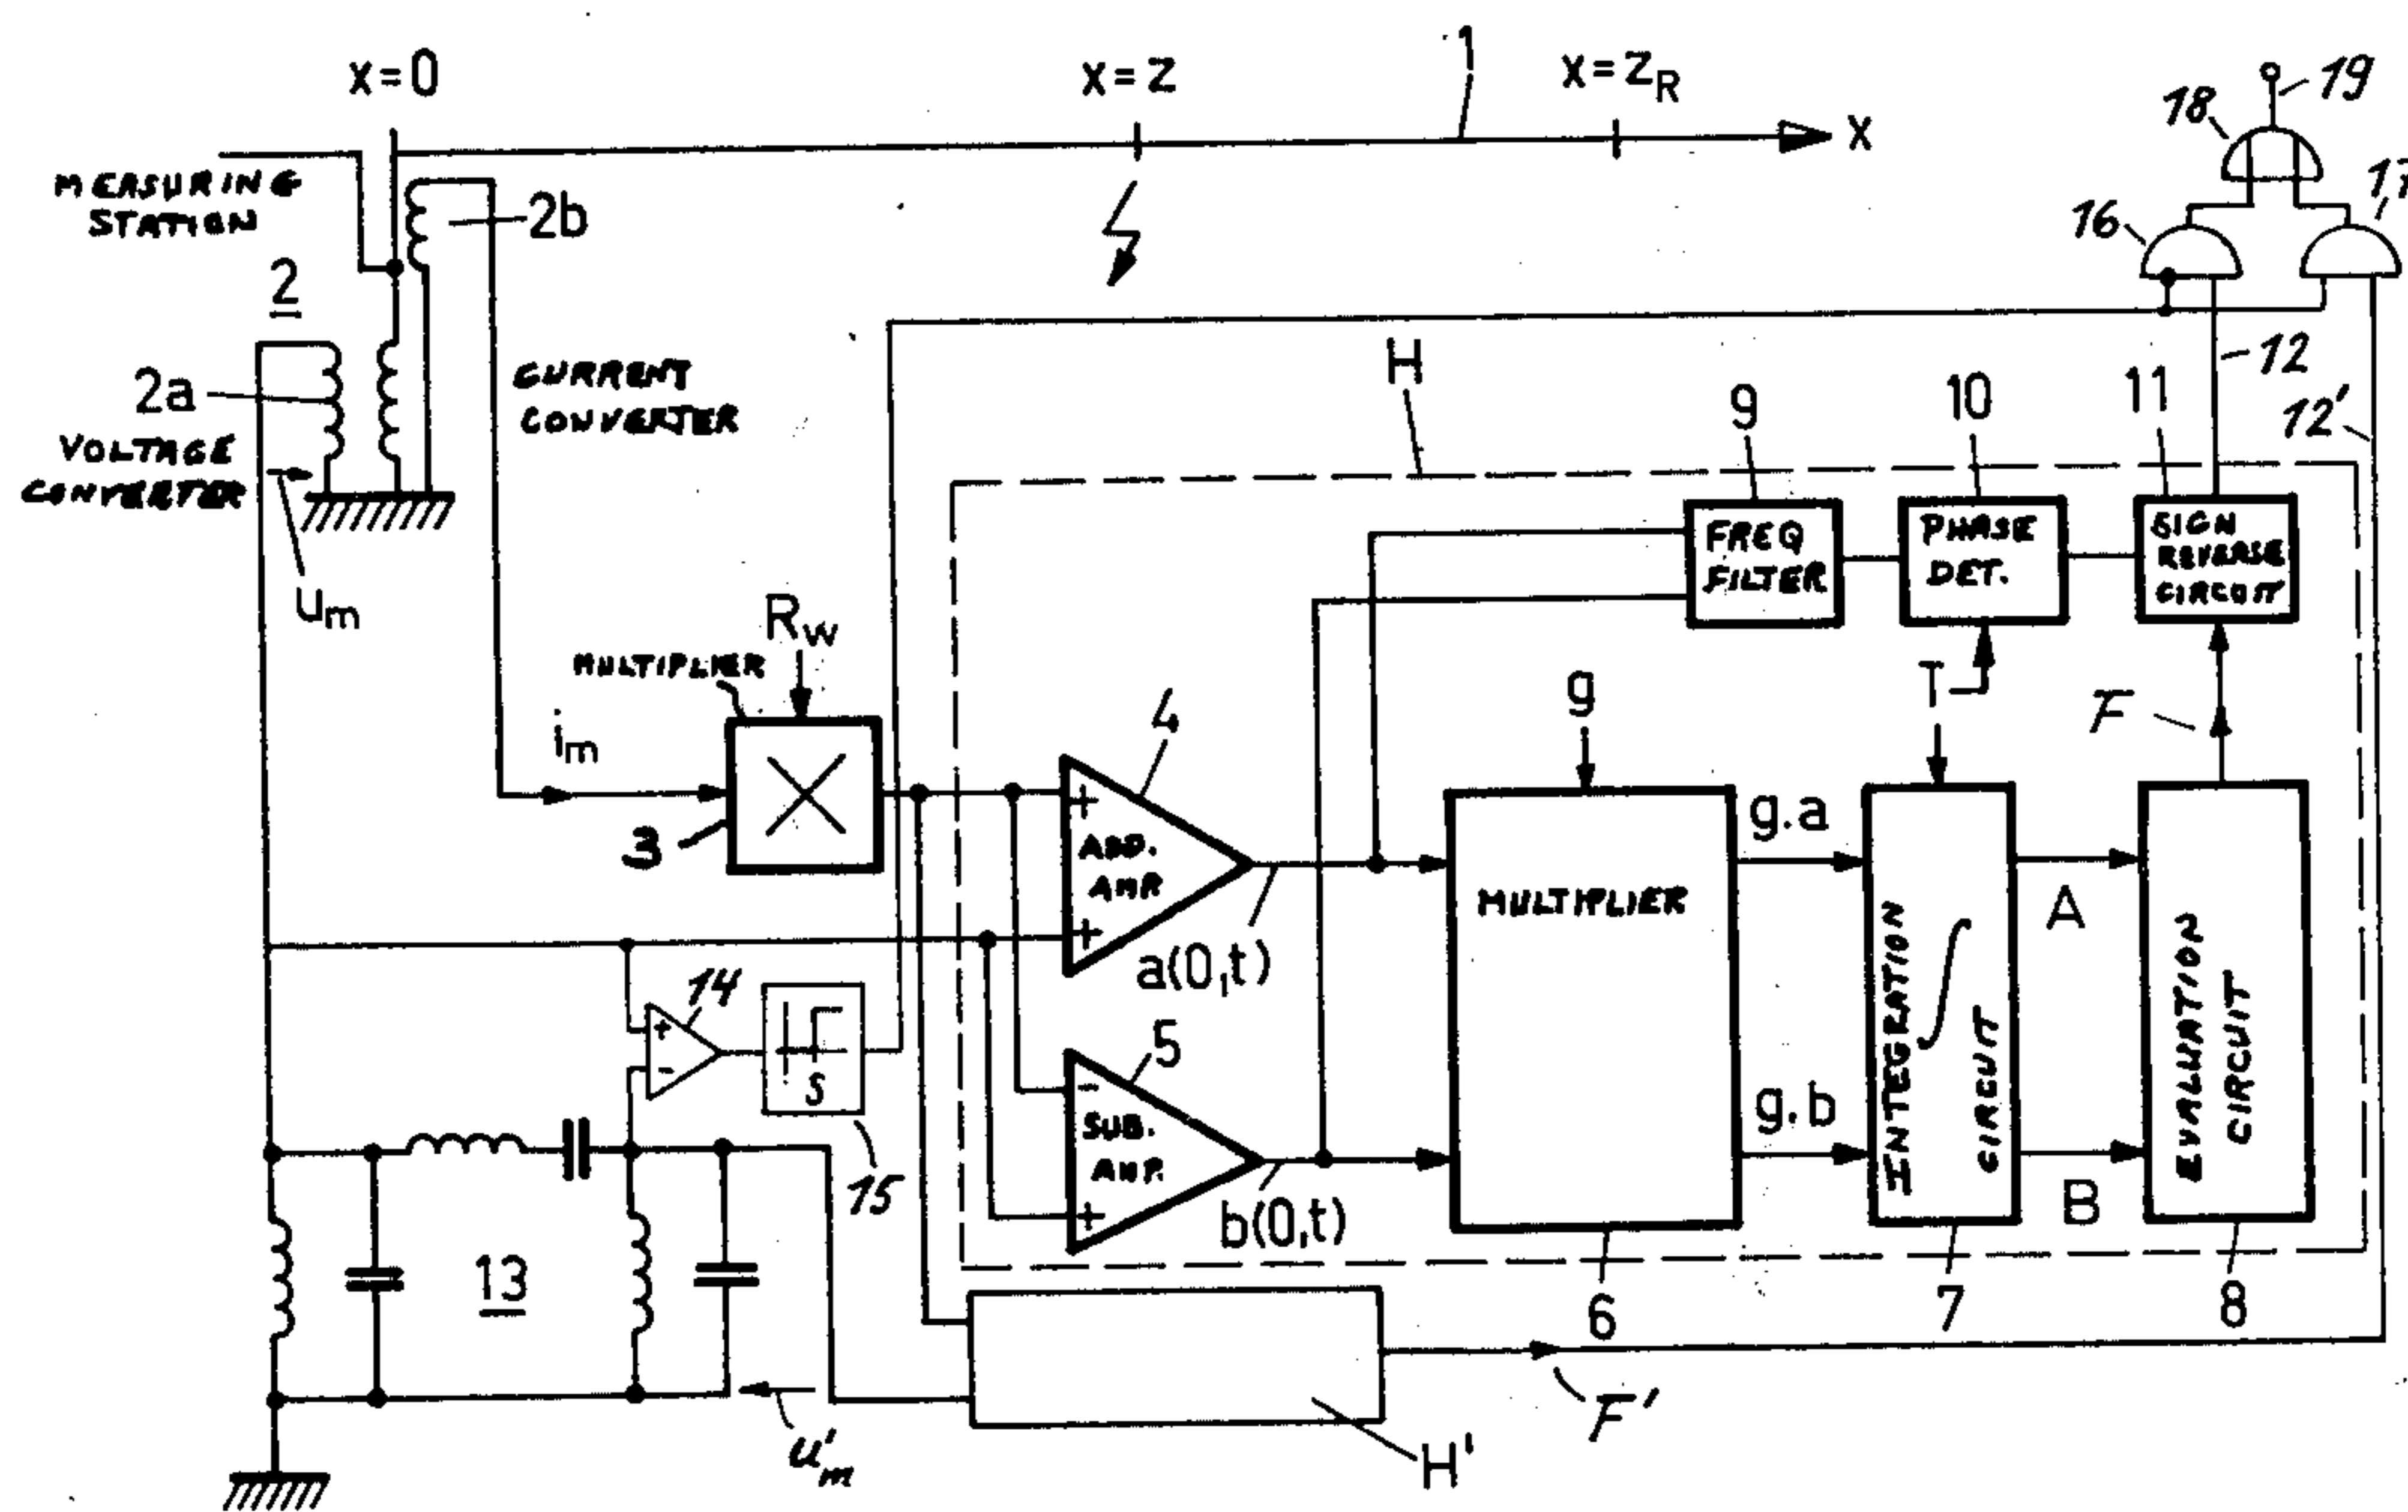 x=0
x=z
1
x=z_R
x
18
19
17
16
MEASURING
STATION
2
2b
2a
VOLTAGE
CONVERTER
u_m
CURRENT
CONVERTER
H
9
10
11
12
12'
FREQ
FILTER
PHASE
DET.
SIGN
REVERSE
CIRCUIT
R_w
MULTIPLIER
i_m
3
4
g
T
F
+
ADD.
AMP.
+
a(0,t)
MULTIPLIER
g.a
g.b
INTEGRATION
∫
CIRCUIT
A
B
EVALUATION
CIRCUIT
14
+
-
S
15
5
-
SUB.
AMP.
+
b(0,t)
13
6
7
8
u'_m
H'
F'